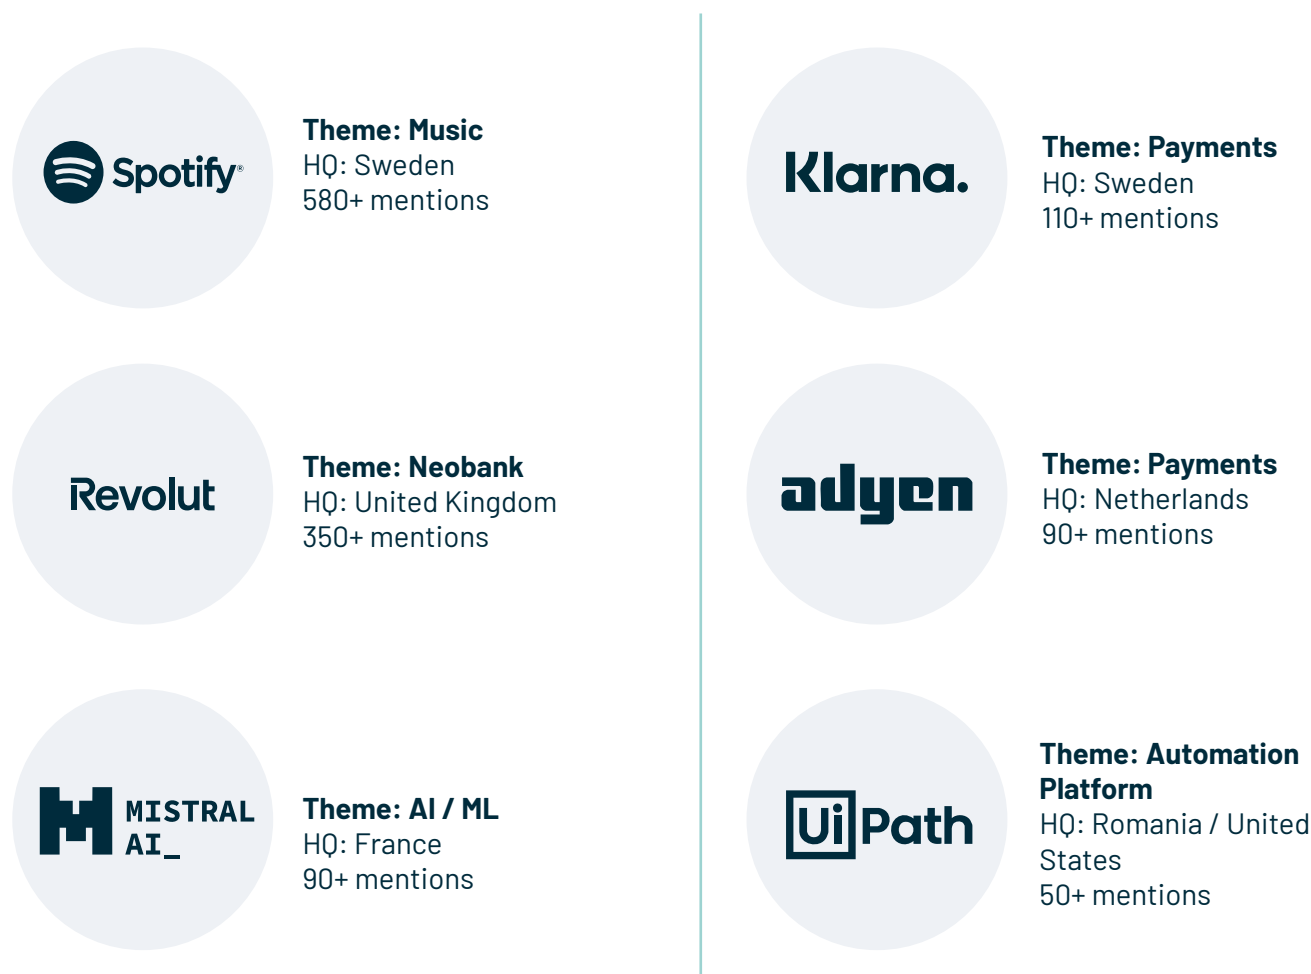 Spotify®
Theme: Music
HQ: Sweden
580+ mentions
Revolut
Theme: Neobank
HQ: United Kingdom
350+ mentions
MISTRAL
AI_
Theme: AI / ML
HQ: France
90+ mentions
Klarna.
Theme: Payments
HQ: Sweden
110+ mentions
adyen
Theme: Payments
HQ: Netherlands
90+ mentions
UiPath
Theme: Automation
Platform
HQ: Romania / United
States
50+ mentions